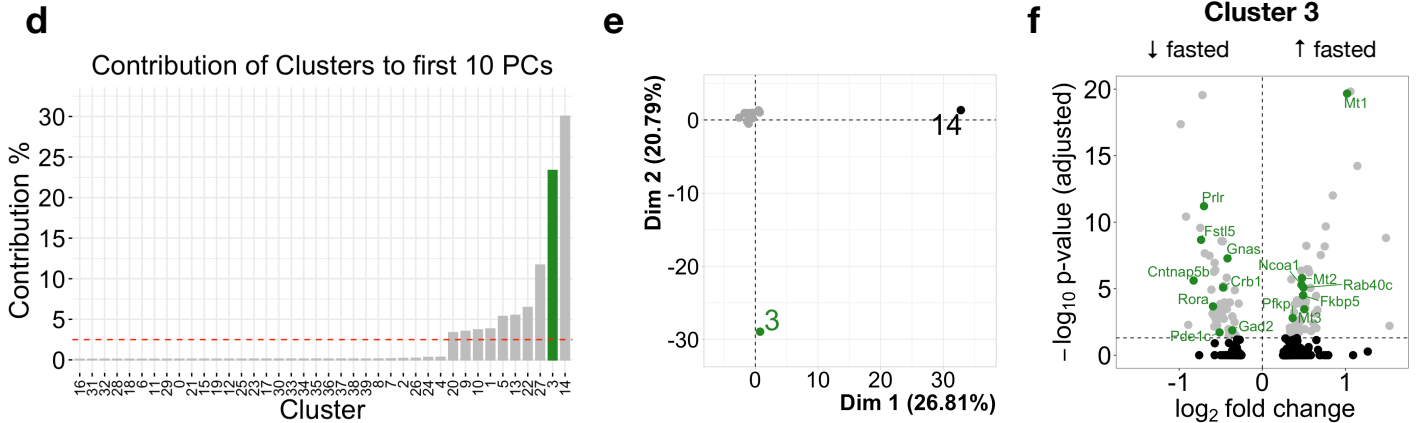 d
Contribution of Clusters to first 10 PCs
Contribution %
30
25
20
15
10
5
0
16 31 32 28 18 6 11 29 0 21 15 19 12 25 23 17 30 33 34 35 36 37 38 39 8 7 2 26 24 4 20 9 10 1 5 13 22 27 3 14
Cluster
e
Dim 2 (20.79%)
0
-10
-20
-30
14
3
0 10 20 30
Dim 1 (26.81%)
f
Cluster 3
↓ fasted ↑ fasted
− log10 p-value (adjusted)
20
15
10
5
0
Mt1
Prlr
Fstl5
Gnas
Cntnap5b
Crb1
Rora
Pde1c
Gad2
Ncoa1
Mt2
Rab40c
Pfkp
Fkbp5
Mt3
-1 0 1
log2 fold change